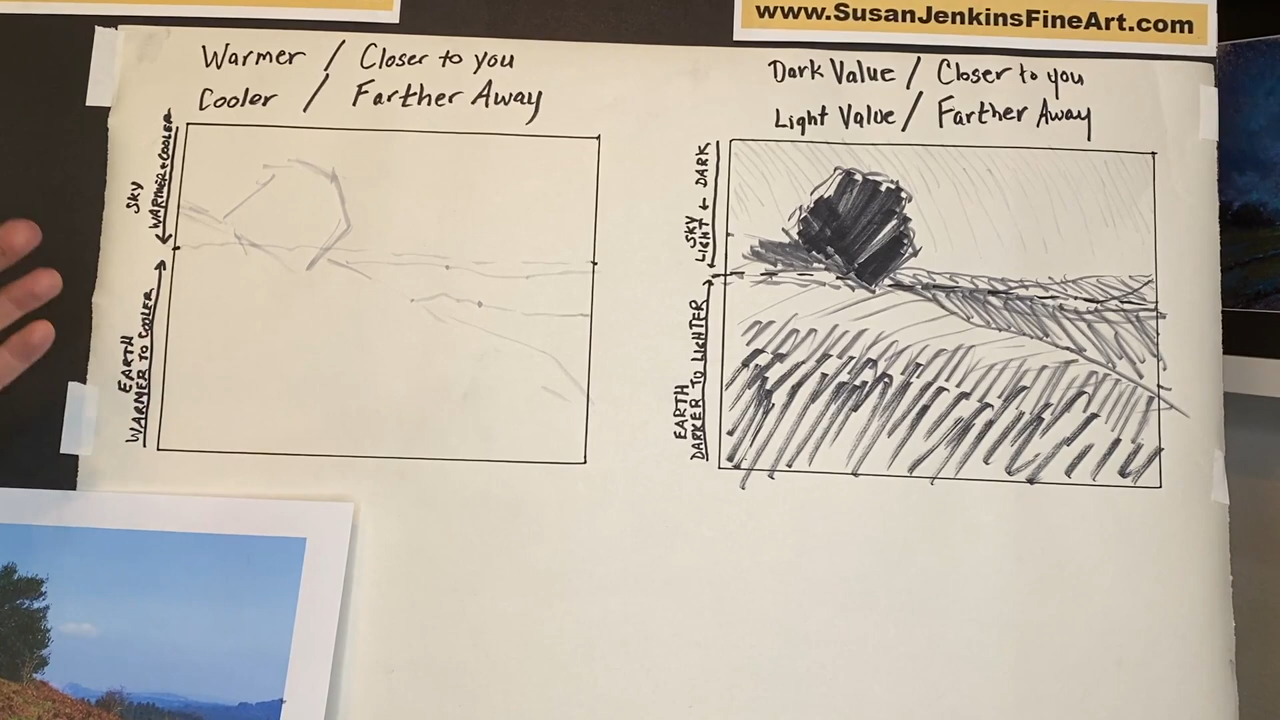 www.SusanJenkinsFineArt.com
Warmer / Closer to you
Cooler / Farther Away
SKY
WARMER & COOLER
EARTH
WARMER TO COOLER
Dark Value / Closer to you
Light Value / Farther Away
SKY
LIGHT ← DARK
EARTH
DARKER TO LIGHTER